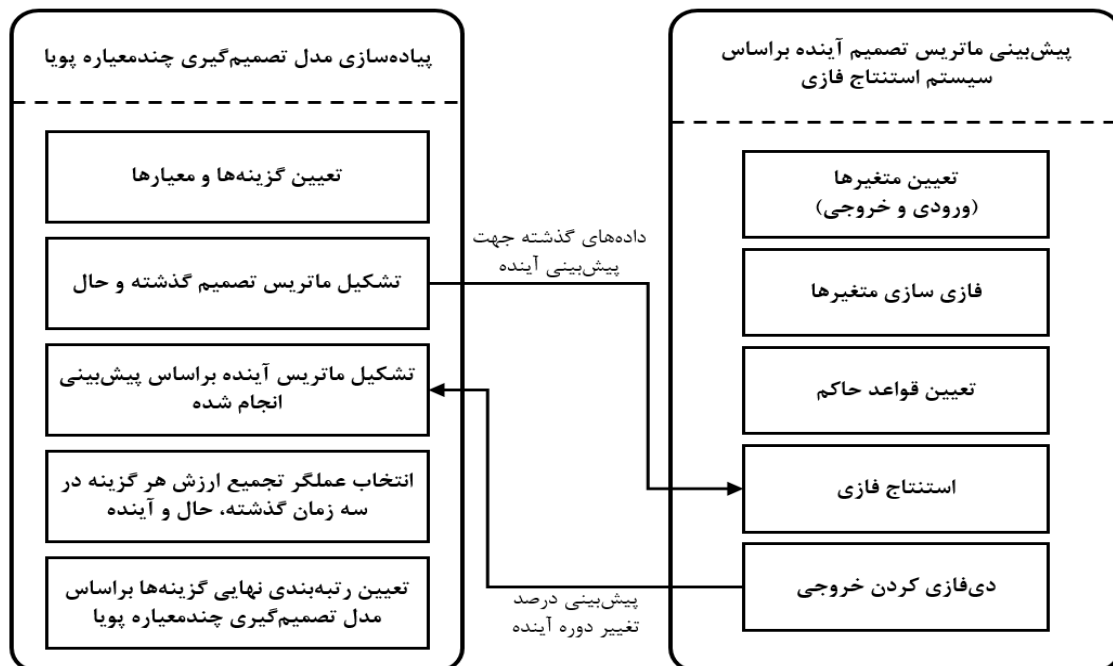 پیش‌بینی ماتریس تصمیم آینده براساس
سیستم استنتاج فازی
تعیین متغیرها
(ورودی و خروجی)
فازی سازی متغیرها
تعیین قواعد حاکم
استنتاج فازی
دی‌فازی کردن خروجی
داده‌های گذشته جهت
پیش‌بینی آینده
پیش‌بینی درصد
تغییر دوره آینده
پیاده‌سازی مدل تصمیم‌گیری چندمعیاره پویا
تعیین گزینه‌ها و معیارها
تشکیل ماتریس تصمیم گذشته و حال
تشکیل ماتریس آینده براساس پیش‌بینی
انجام شده
انتخاب عملگر تجمیع ارزش هر گزینه در
سه زمان گذشته، حال و آینده
تعیین رتبه‌بندی نهایی گزینه‌ها براساس
مدل تصمیم‌گیری چندمعیاره پویا